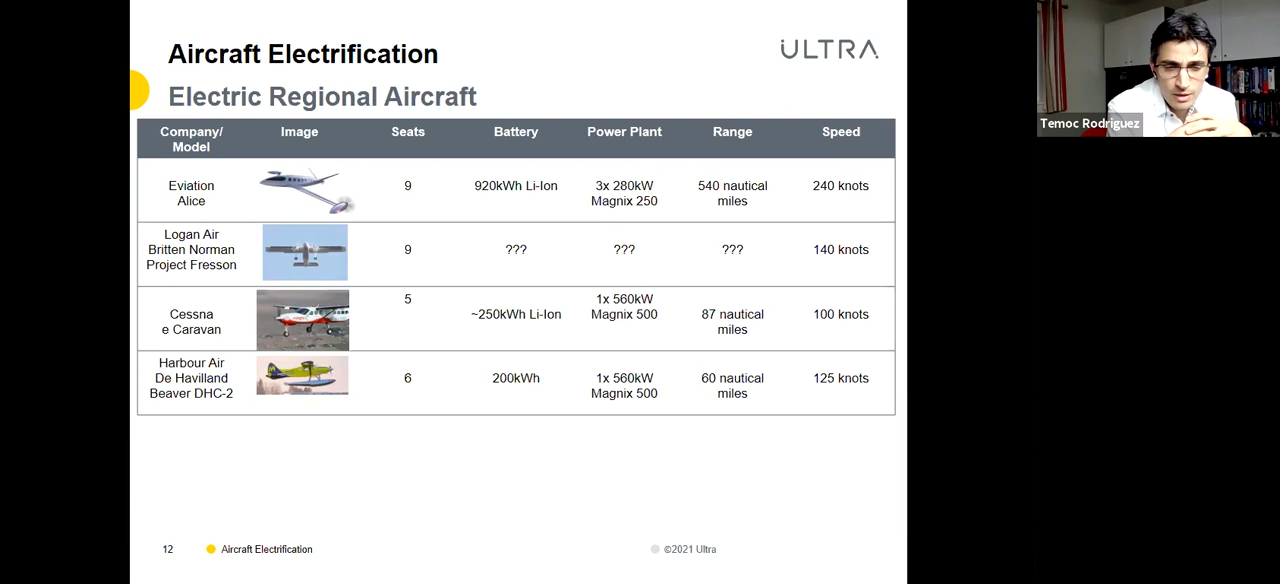 Aircraft Electrification
ULTRA
Electric Regional Aircraft
Company/
Model
Image
Seats
Battery
Power Plant
Range
Speed
Eviation
Alice
9
920kWh Li-Ion
3x 280kW
Magnix 250
540 nautical
miles
240 knots
Logan Air
Britten Norman
Project Fresson
9
???
???
???
140 knots
Cessna
e Caravan
5
~250kWh Li-Ion
1x 560kW
Magnix 500
87 nautical
miles
100 knots
Harbour Air
De Havilland
Beaver DHC-2
6
200kWh
1x 560kW
Magnix 500
60 nautical
miles
125 knots
12
Aircraft Electrification
©2021 Ultra
Temoc Rodriguez